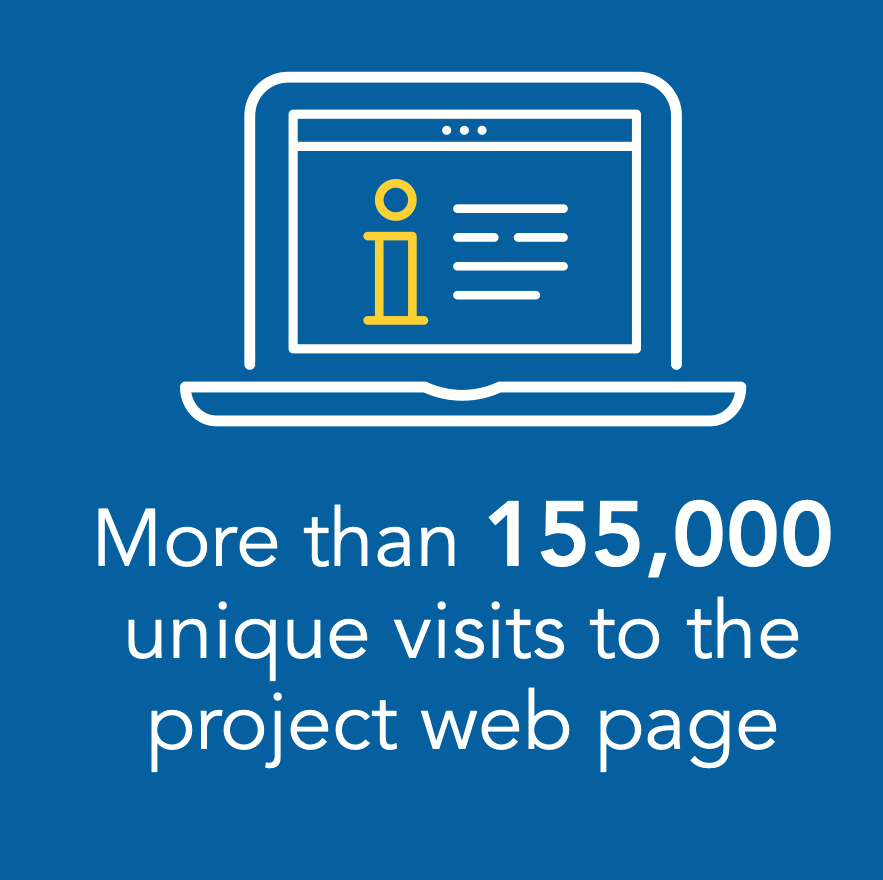 More than 155,000
unique visits to the
project web page